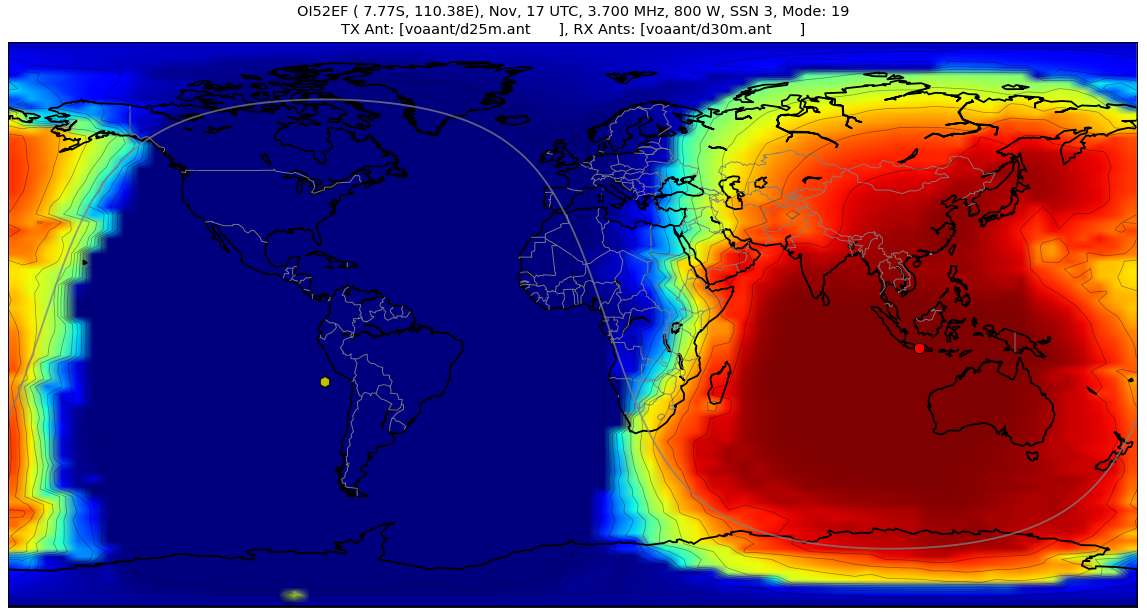 OI52EF ( 7.77S, 110.38E), Nov, 17 UTC, 3.700 MHz, 800 W, SSN 3, Mode: 19
TX Ant: [voaant/d25m.ant      ], RX Ants: [voaant/d30m.ant      ]